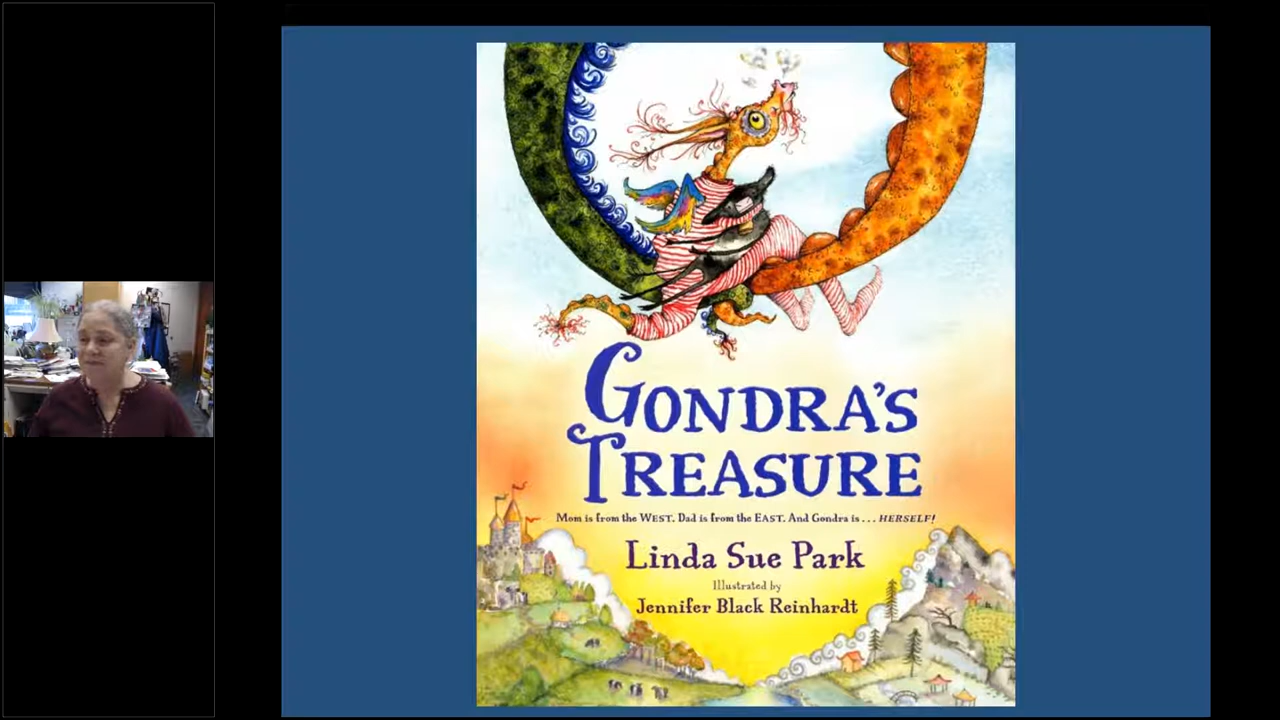 GONDRA'S
TREASURE
Mom is from the WEST. Dad is from the EAST. And Gondra is . . . HERSELF!
Linda Sue Park
Illustrated by
Jennifer Black Reinhardt